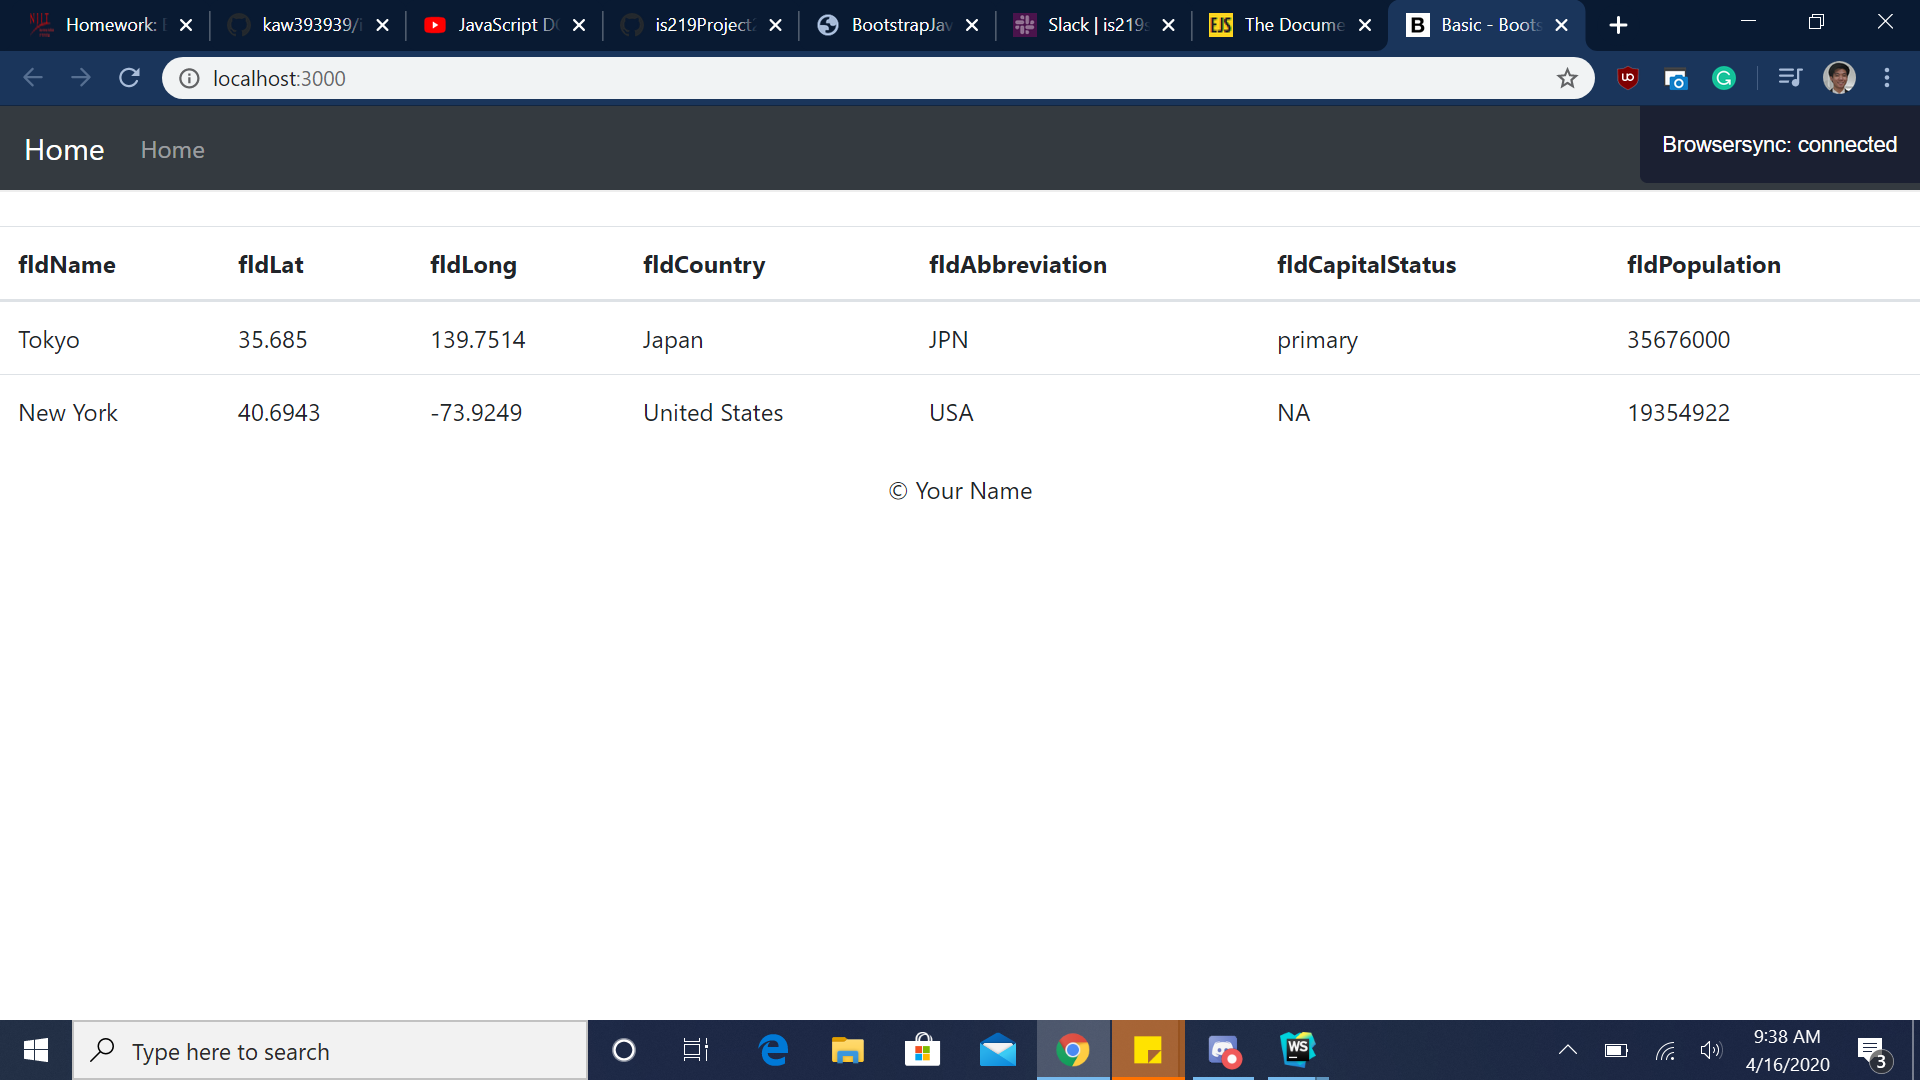 Homework: kaw393939/i JavaScript D is219Project BootstrapJav Slack | is219s EJS The Docume B Basic - Boots
localhost:3000
Home Home Browsersync: connected
fldName fldLat fldLong fldCountry fldAbbreviation fldCapitalStatus fldPopulation
Tokyo 35.685 139.7514 Japan JPN primary 35676000
New York 40.6943 -73.9249 United States USA NA 19354922
© Your Name
Type here to search WS 9:38 AM
4/16/2020 3